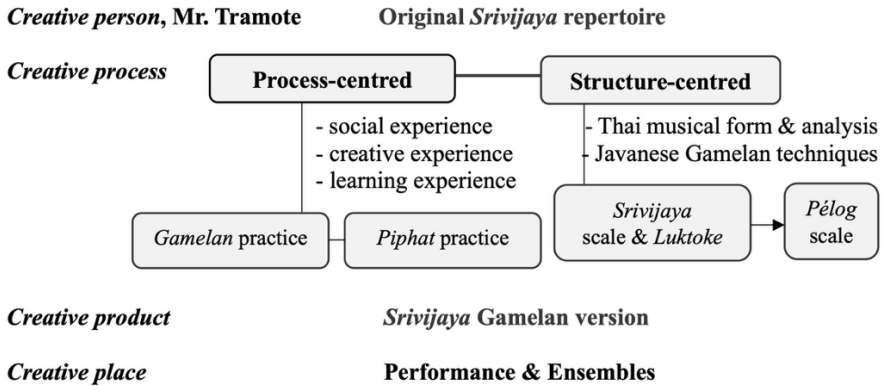 Creative person, Mr. Tramote Original Srivijaya repertoire
Creative process
Process-centred Structure-centred
- social experience
- creative experience
- learning experience
- Thai musical form & analysis
- Javanese Gamelan techniques
Gamelan practice
Piphat practice
Srivijaya
scale & Luktoke
Pélog
scale
Creative product Srivijaya Gamelan version
Creative place Performance & Ensembles